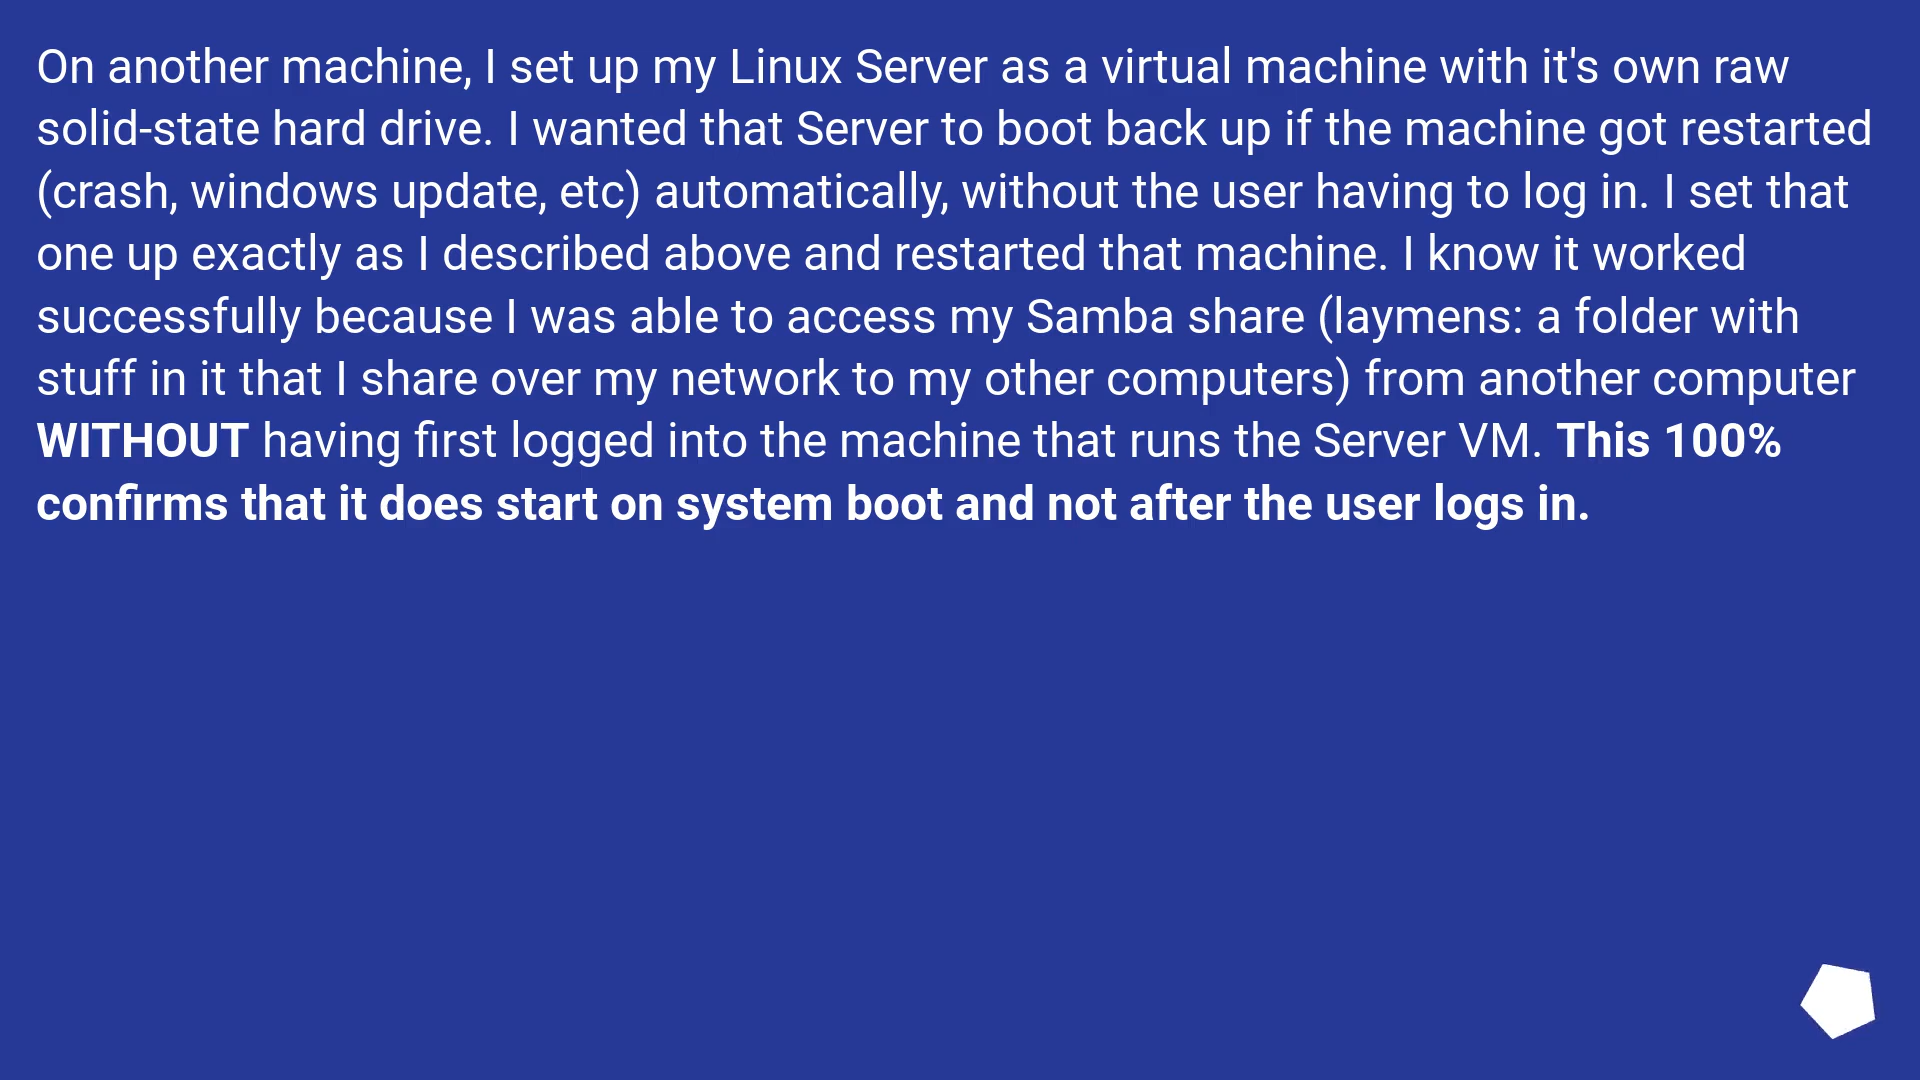 On another machine, I set up my Linux Server as a virtual machine with it's own raw
solid-state hard drive. I wanted that Server to boot back up if the machine got restarted
(crash, windows update, etc) automatically, without the user having to log in. I set that
one up exactly as I described above and restarted that machine. I know it worked
successfully because I was able to access my Samba share (laymens: a folder with
stuff in it that I share over my network to my other computers) from another computer
WITHOUT having first logged into the machine that runs the Server VM. This 100%
confirms that it does start on system boot and not after the user logs in.